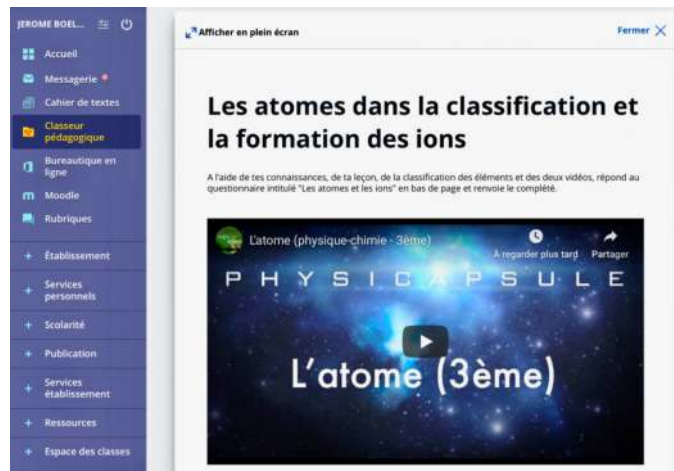 JEROME BOEL...
Accueil
Messagerie
Cahier de textes
Classeur
pédagogique
Bureautique en
ligne
Moodle
Rubriques
+ Établissement
+ Services
personnels
+ Scolarité
+ Publication
+ Services
établissement
+ Ressources
+ Espace des classes
Afficher en plein écran
Fermer
Les atomes dans la classification et
la formation des ions
A l'aide de tes connaissances, de ta leçon, de la classification des éléments et des deux vidéos, répond au
questionnaire intitulé "Les atomes et les ions" en bas de page et renvoie le complété.
L'atome (physique-chimie - 3ème)
À regarder plus tard
Partager
PHYSICAPSULE
L'atome (3ème)